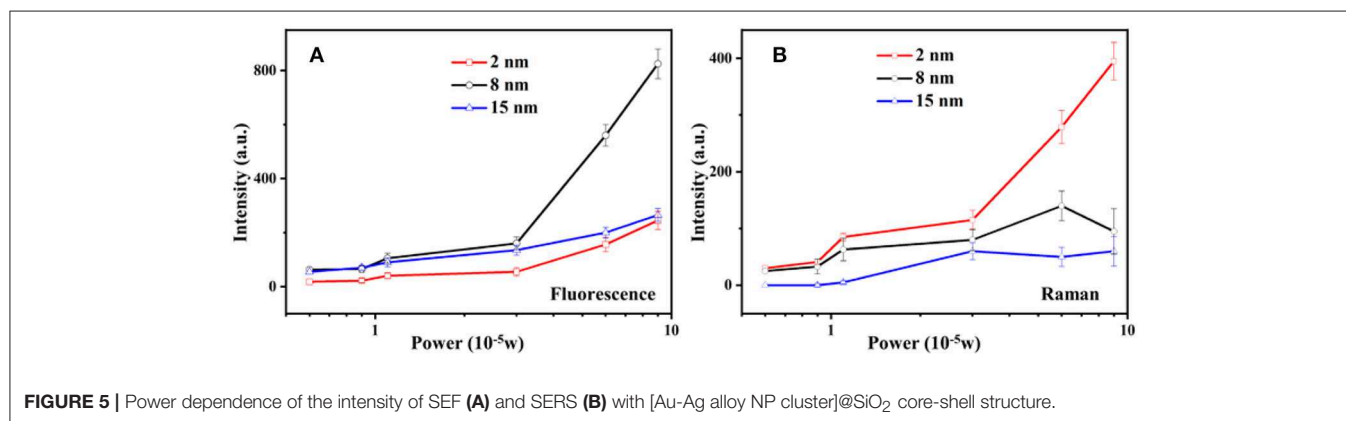 A
2 nm
8 nm
15 nm
800
400
0
Intensity (a.u.)
Fluorescence
1
10
Power (10⁻⁵w)
B
2 nm
8 nm
15 nm
400
200
0
Intensity (a.u.)
Raman
1
10
Power (10⁻⁵w)
FIGURE 5 | Power dependence of the intensity of SEF (A) and SERS (B) with [Au-Ag alloy NP cluster]@SiO₂ core-shell structure.